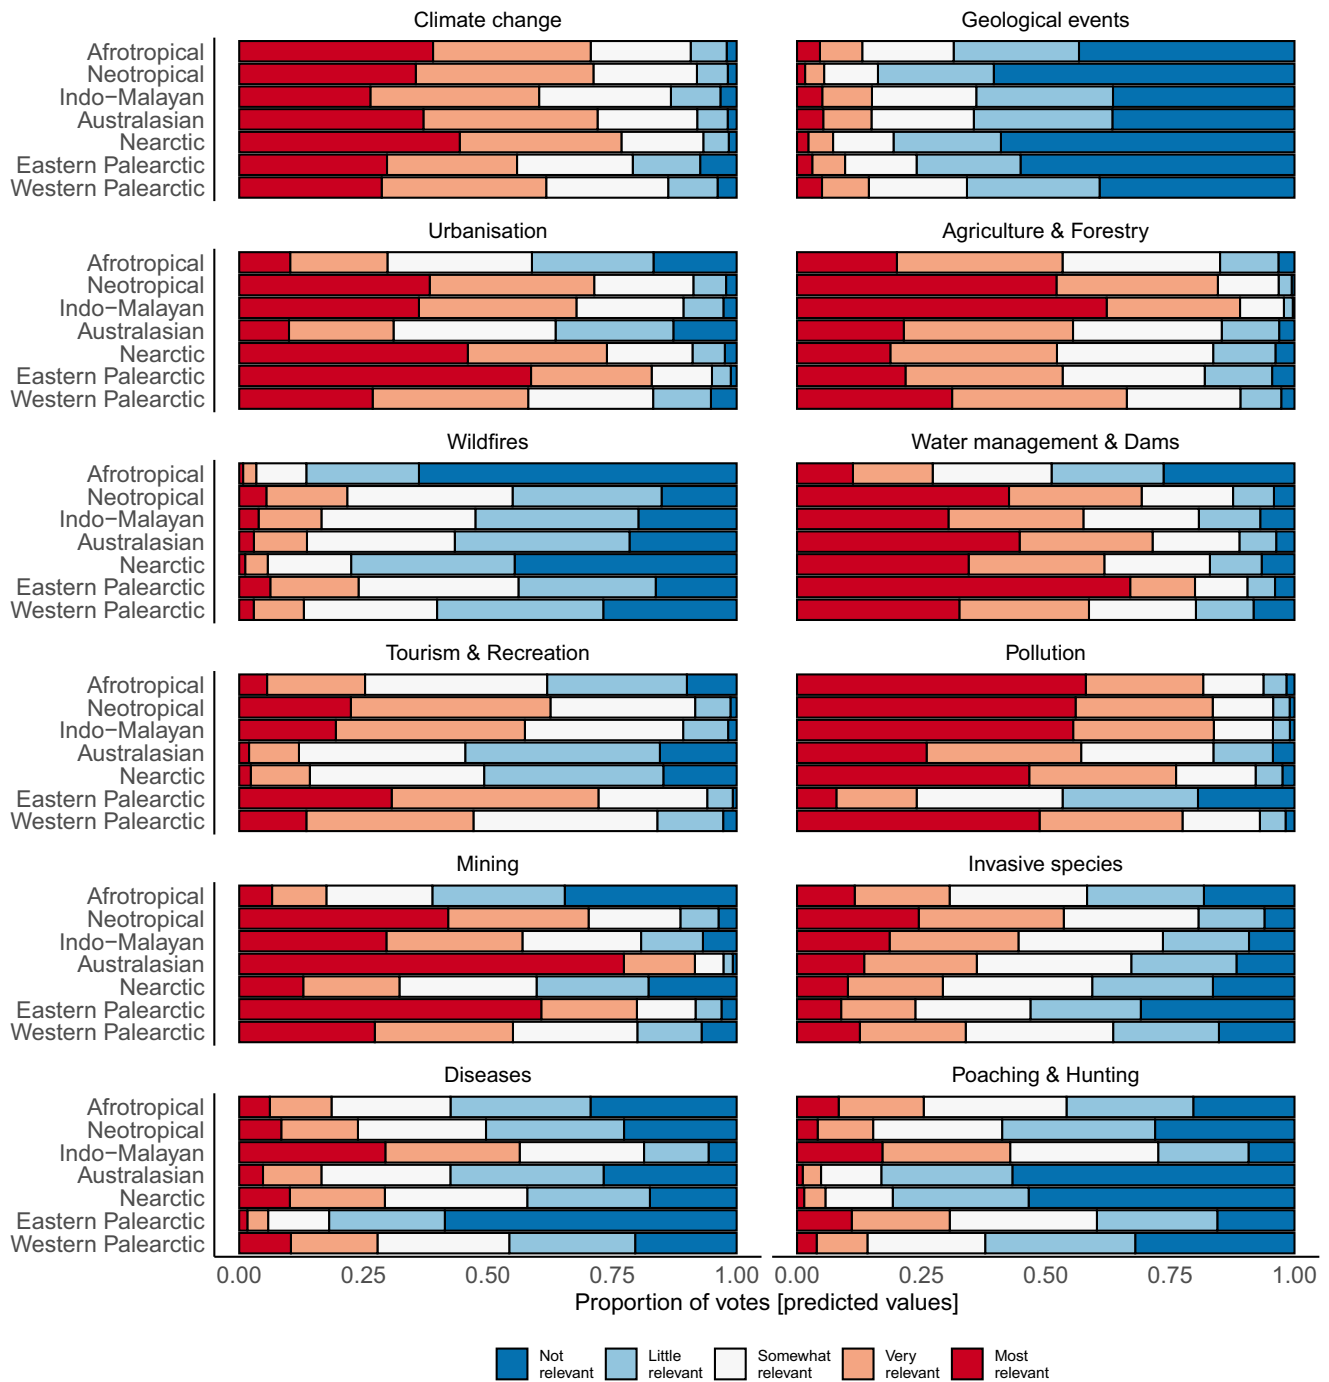 Climate change
Geological events
Afrotropical
Neotropical
Indo−Malayan
Australasian
Nearctic
Eastern Palearctic
Western Palearctic
Urbanisation
Agriculture & Forestry
Afrotropical
Neotropical
Indo−Malayan
Australasian
Nearctic
Eastern Palearctic
Western Palearctic
Wildfires
Water management & Dams
Afrotropical
Neotropical
Indo−Malayan
Australasian
Nearctic
Eastern Palearctic
Western Palearctic
Tourism & Recreation
Pollution
Afrotropical
Neotropical
Indo−Malayan
Australasian
Nearctic
Eastern Palearctic
Western Palearctic
Mining
Invasive species
Afrotropical
Neotropical
Indo−Malayan
Australasian
Nearctic
Eastern Palearctic
Western Palearctic
Diseases
Poaching & Hunting
Afrotropical
Neotropical
Indo−Malayan
Australasian
Nearctic
Eastern Palearctic
Western Palearctic
0.00 0.25 0.50 0.75 1.00
0.00 0.25 0.50 0.75 1.00
Proportion of votes [predicted values]
Not
relevant
Little
relevant
Somewhat
relevant
Very
relevant
Most
relevant